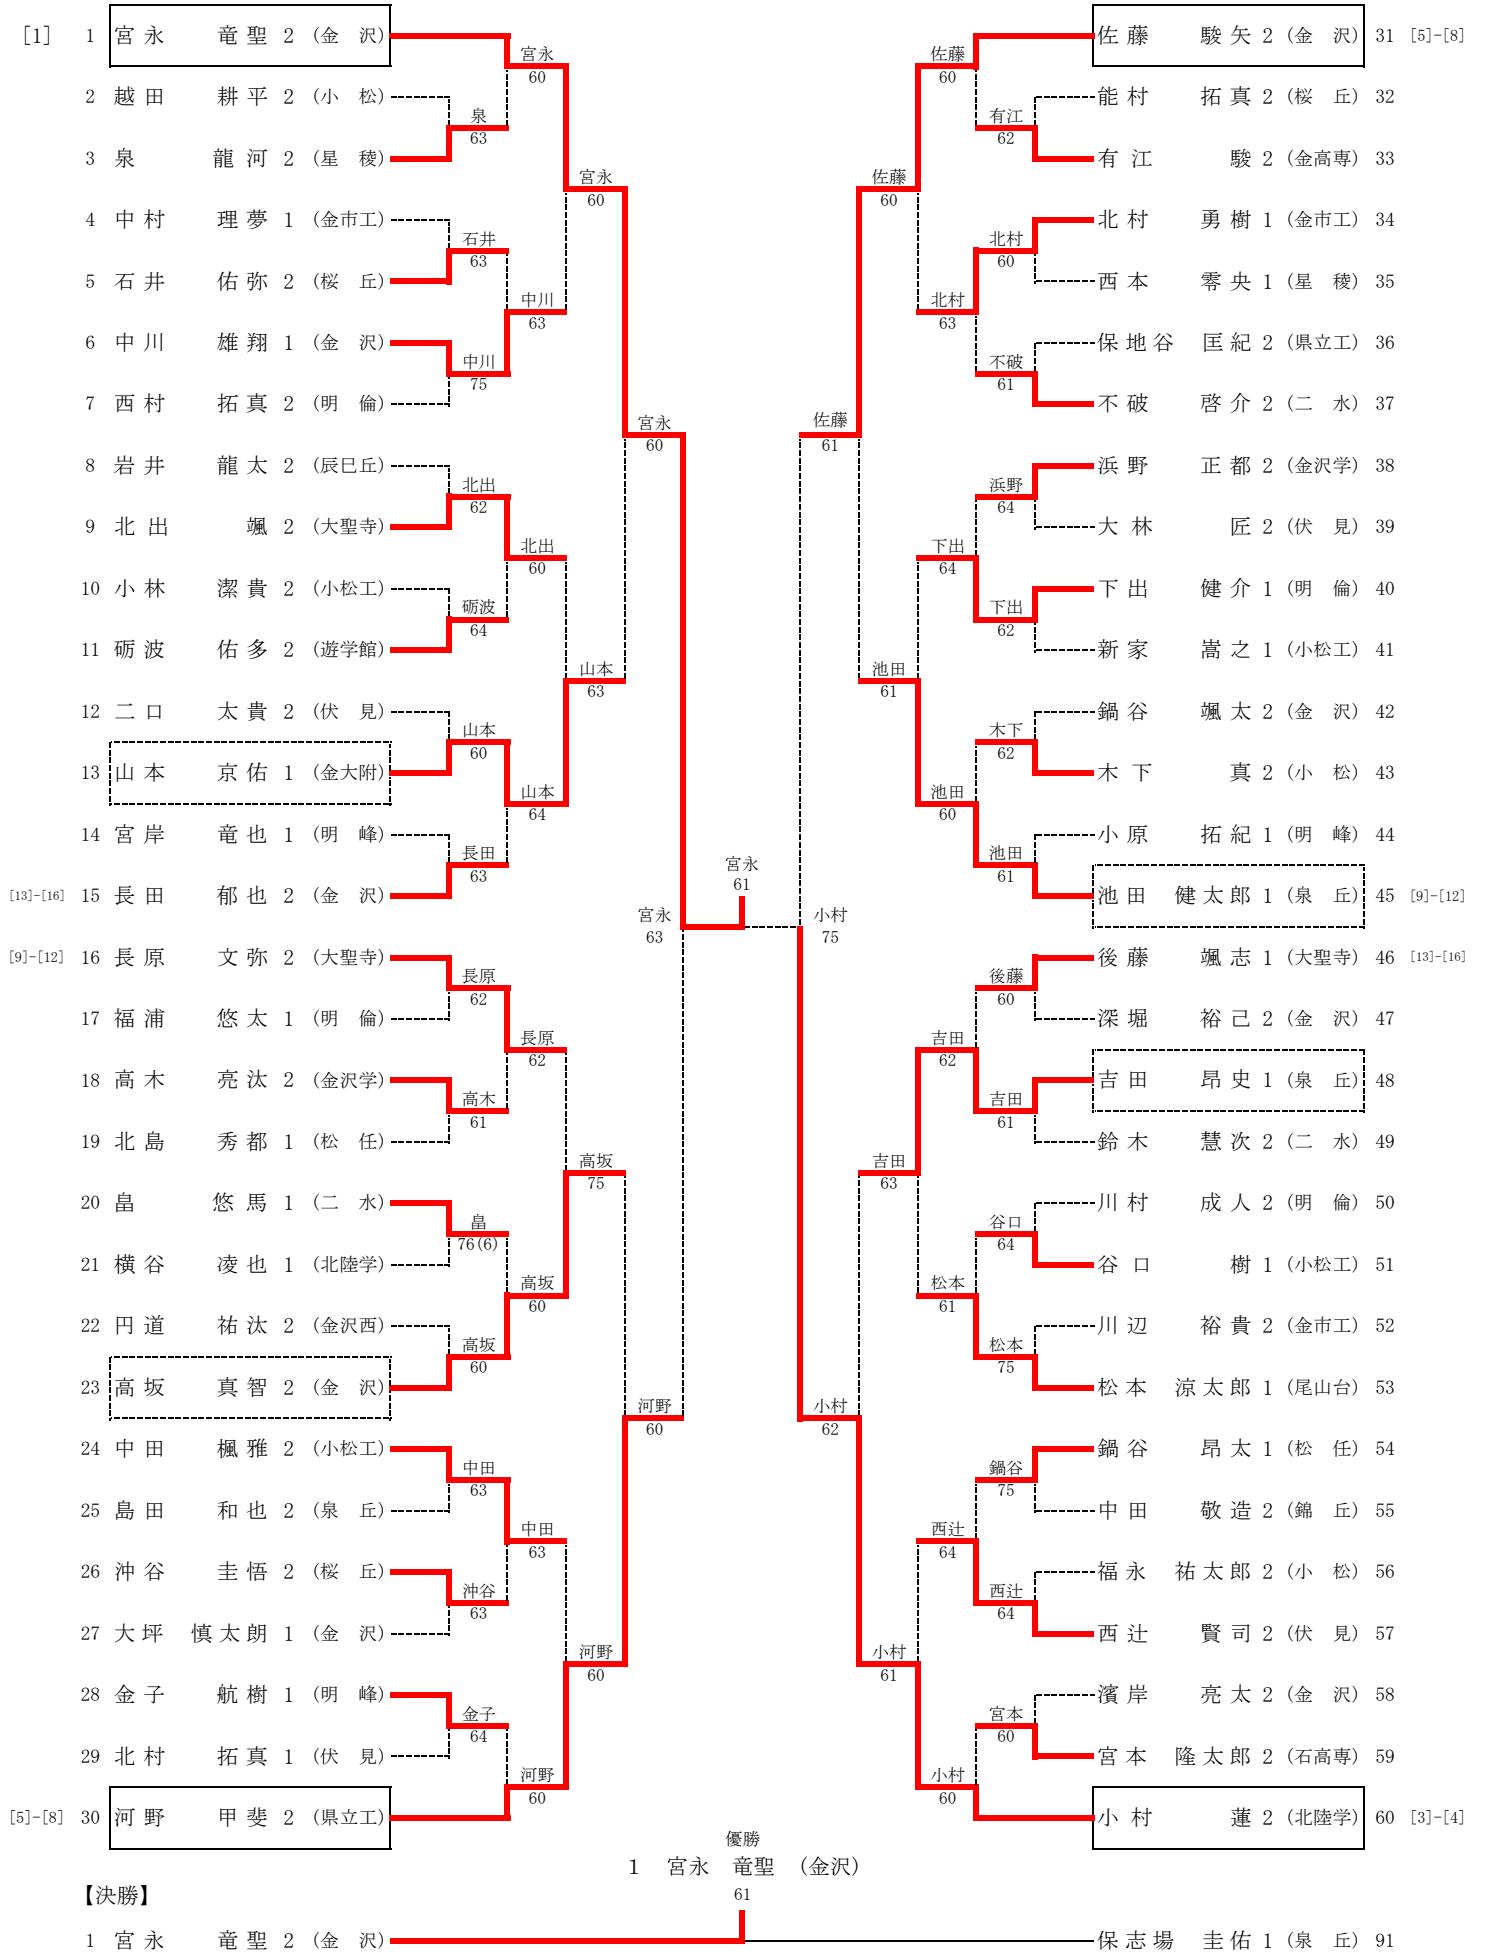 [1] 1 宮永 竜聖 2 (金 沢)
宮永
60
2 越田 耕平 2 (小 松)
泉
63
3 泉 龍河 2 (星 稜)
宮永
60
4 中村 理夢 1 (金市工)
石井
63
5 石井 佑弥 2 (桜 丘)
中川
63
6 中川 雄翔 1 (金 沢)
中川
75
7 西村 拓真 2 (明 倫)
宮永
60
8 岩井 龍太 2 (辰巳丘)
北出
62
9 北出 颯 2 (大聖寺)
北出
60
10 小林 潔貴 2 (小松工)
砺波
64
11 砺波 佑多 2 (遊学館)
山本
63
12 二口 太貴 2 (伏 見)
山本
60
13 山本 京佑 1 (金大附)
山本
64
14 宮岸 竜也 1 (明 峰)
長田
63
[13]-[16] 15 長田 郁也 2 (金 沢)
宮永
63
[9]-[12] 16 長原 文弥 2 (大聖寺)
長原
62
17 福浦 悠太 1 (明 倫)
長原
62
18 高木 亮汰 2 (金沢学)
高木
61
19 北島 秀都 1 (松 任)
高坂
75
20 畠 悠馬 1 (二 水)
畠
76(6)
21 横谷 凌也 1 (北陸学)
高坂
60
22 円道 祐汰 2 (金沢西)
高坂
60
23 高坂 真智 2 (金 沢)
河野
60
24 中田 楓雅 2 (小松工)
中田
63
25 島田 和也 2 (泉 丘)
中田
63
26 沖谷 圭悟 2 (桜 丘)
沖谷
63
27 大坪 慎太朗 1 (金 沢)
河野
60
28 金子 航樹 1 (明 峰)
金子
64
29 北村 拓真 1 (伏 見)
河野
60
[5]-[8] 30 河野 甲斐 2 (県立工)
宮永
61
佐藤 駿矢 2 (金 沢) 31 [5]-[8]
佐藤
60
能村 拓真 2 (桜 丘) 32
有江
62
有江 駿 2 (金高専) 33
佐藤
60
北村 勇樹 1 (金市工) 34
北村
60
西本 零央 1 (星 稜) 35
北村
63
保地谷 匡紀 2 (県立工) 36
不破
61
不破 啓介 2 (二 水) 37
佐藤
61
浜野 正都 2 (金沢学) 38
浜野
64
大林 匠 2 (伏 見) 39
下出
64
下出 健介 1 (明 倫) 40
下出
62
新家 嵩之 1 (小松工) 41
池田
61
鍋谷 颯太 2 (金 沢) 42
木下
62
木下 真 2 (小 松) 43
池田
60
小原 拓紀 1 (明 峰) 44
池田
61
池田 健太郎 1 (泉 丘) 45 [9]-[12]
小村
75
後藤 颯志 1 (大聖寺) 46 [13]-[16]
後藤
60
深堀 裕己 2 (金 沢) 47
吉田
62
吉田 昂史 1 (泉 丘) 48
吉田
61
鈴木 慧次 2 (二 水) 49
吉田
63
川村 成人 2 (明 倫) 50
谷口
64
谷口 樹 1 (小松工) 51
松本
61
川辺 裕貴 2 (金市工) 52
松本
75
松本 涼太郎 1 (尾山台) 53
小村
62
鍋谷 昂太 1 (松 任) 54
鍋谷
75
中田 敬造 2 (錦 丘) 55
西辻
64
福永 祐太郎 2 (小 松) 56
西辻
64
西辻 賢司 2 (伏 見) 57
小村
61
濱岸 亮太 2 (金 沢) 58
宮本
60
宮本 隆太郎 2 (石高専) 59
小村
60
小村 蓮 2 (北陸学) 60 [3]-[4]
優勝
1 宮永 竜聖 (金沢)
【決勝】
61
1 宮永 竜聖 2 (金 沢)
保志場 圭佑 1 (泉 丘) 91